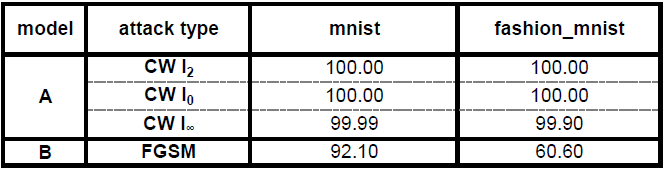 model attack type mnist fashion_mnist
CW l₂ 100.00 100.00
A CW l₀ 100.00 100.00
CW l∞ 99.99 99.90
B FGSM 92.10 60.60